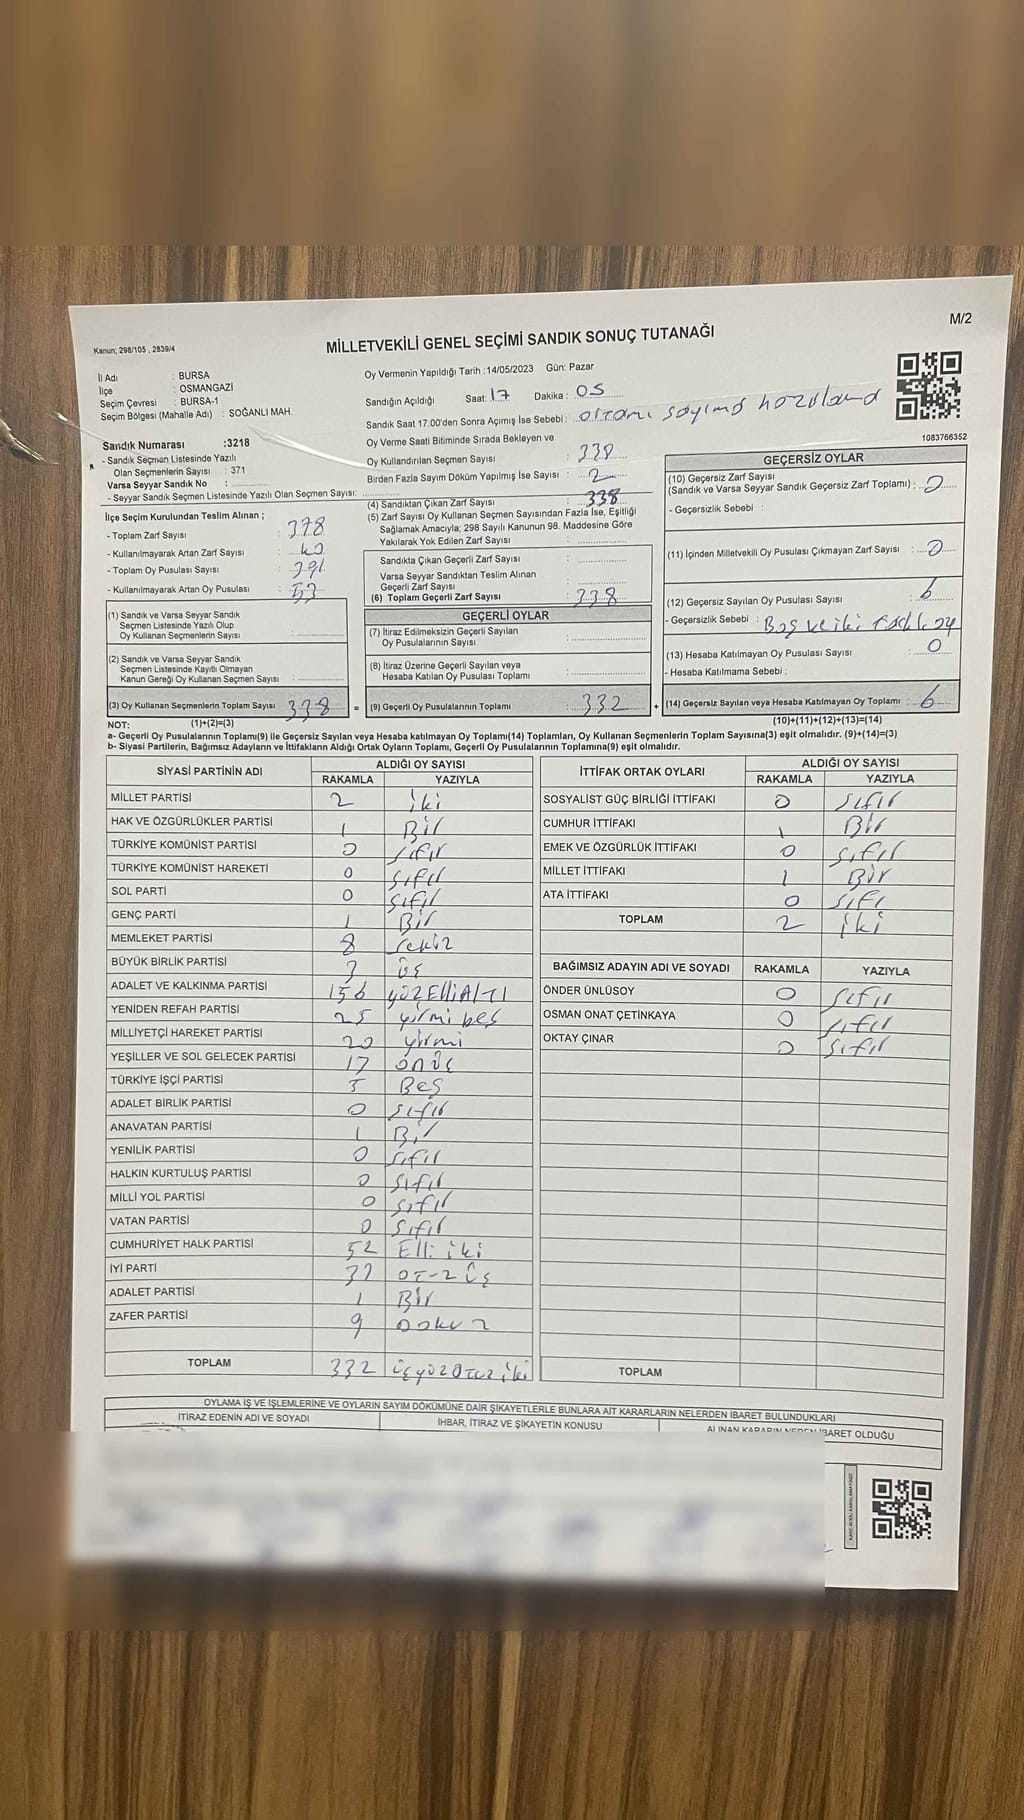 M/2
Kanun; 298/105 , 2839/4
MİLLETVEKİLİ GENEL SEÇİMİ SANDIK SONUÇ TUTANAĞI
İl Adı : BURSA
İlçe : OSMANGAZİ
Seçim Çevresi : BURSA-1
Seçim Bölgesi (Mahalle Adı) : SOĞANLI MAH.
Sandık Numarası :3218
- Sandık Seçmen Listesinde Yazılı
Olan Seçmenlerin Sayısı : 371
Varsa Seyyar Sandık No :
- Seyyar Sandık Seçmen Listesinde Yazılı Olan Seçmen Sayısı:
Oy Vermenin Yapıldığı Tarih :14/05/2023 Gün: Pazar
Sandığın Açıldığı Saat: 17 Dakika : 05
Sandık Saat 17.00'den Sonra Açımış İse Sebebi: sayıma
Oy Verme Saati Bitiminde Sırada Bekleyen ve
Oy Kullandırılan Seçmen Sayısı : 338
Birden Fazla Sayım Döküm Yapılmış İse Sayısı : 2
1083766352
İlçe Seçim Kurulundan Teslim Alınan ;
- Toplam Zarf Sayısı : 378
- Kullanılmayarak Artan Zarf Sayısı : 40
- Toplam Oy Pusulası Sayısı : 391
- Kullanılmayarak Artan Oy Pusulası : 53
(1) Sandık ve Varsa Seyyar Sandık
Seçmen Listesinde Yazılı Olup
Oy Kullanan Seçmenlerin Sayısı :
(2) Sandık ve Varsa Seyyar Sandık
Seçmen Listesinde Kayıtlı Olmayan
Kanun Gereği Oy Kullanan Seçmen Sayısı :
(3) Oy Kullanan Seçmenlerin Toplam Sayısı 338 =
(4) Sandıktan Çıkan Zarf Sayısı : 338
(5) Zarf Sayısı Oy Kullanan Seçmen Sayısından Fazla İse, Eşitliği
Sağlamak Amacıyla; 298 Sayılı Kanunun 98. Maddesine Göre
Yakılarak Yok Edilen Zarf Sayısı :
Sandıkta Çıkan Geçerli Zarf Sayısı :
Varsa Seyyar Sandıktan Teslim Alınan
Geçerli Zarf Sayısı :
(6) Toplam Geçerli Zarf Sayısı : 338
GEÇERLİ OYLAR
(7) İtiraz Edilmeksizin Geçerli Sayılan
Oy Pusulalarının Sayısı :
(8) İtiraz Üzerine Geçerli Sayılan veya
Hesaba Katılan Oy Pusulası Toplamı :
(9) Geçerli Oy Pusulalarının Toplamı : 332 +
GEÇERSİZ OYLAR
(10) Geçersiz Zarf Sayısı
(Sandık ve Varsa Seyyar Sandık Geçersiz Zarf Toplamı) : 0
- Geçersizlik Sebebi :
(11) İçinden Milletvekili Oy Pusulası Çıkmayan Zarf Sayısı : 0
(12) Geçersiz Sayılan Oy Pusulası Sayısı : 6
- Geçersizlik Sebebi : Boş ve iki oy
(13) Hesaba Katılmayan Oy Pusulası Sayısı : 0
- Hesaba Katılmama Sebebi :
(14) Geçersiz Sayılan veya Hesaba Katılmayan Oy Toplamı : 6
NOT: (1)+(2)=(3) (10)+(11)+(12)+(13)=(14)
a- Geçerli Oy Pusulalarının Toplamı(9) ile Geçersiz Sayılan veya Hesaba katılmayan Oy Toplamı(14) Toplamları, Oy Kullanan Seçmenlerin Toplam Sayısına(3) eşit olmalıdır. (9)+(14)=(3)
b- Siyasi Partilerin, Bağımsız Adayların ve İttifakların Aldığı Ortak Oyların Toplamı, Geçerli Oy Pusulalarının Toplamına(9) eşit olmalıdır.
SİYASİ PARTİNİN ADI ALDIĞI OY SAYISI
RAKAMLA YAZIYLA
MİLLET PARTİSİ 2 iki
HAK VE ÖZGÜRLÜKLER PARTİSİ 1 Bir
TÜRKİYE KOMÜNİST PARTİSİ 0 sıfır
TÜRKİYE KOMÜNİST HAREKETİ 0 sıfır
SOL PARTİ 0 sıfır
GENÇ PARTİ 1 Bir
MEMLEKET PARTİSİ 8 sekiz
BÜYÜK BİRLİK PARTİSİ 3 üç
ADALET VE KALKINMA PARTİSİ 156 yüzElliAltı
YENİDEN REFAH PARTİSİ 25 yirmi beş
MİLLİYETÇİ HAREKET PARTİSİ 20 yirmi
YEŞİLLER VE SOL GELECEK PARTİSİ 13 onüç
TÜRKİYE İŞÇİ PARTİSİ 5 Beş
ADALET BİRLİK PARTİSİ 0 sıfır
ANAVATAN PARTİSİ 1 Bir
YENİLİK PARTİSİ 0 sıfır
HALKIN KURTULUŞ PARTİSİ 0 sıfır
MİLLİ YOL PARTİSİ 0 sıfır
VATAN PARTİSİ 0 sıfır
CUMHURİYET HALK PARTİSİ 52 Elli iki
İYİ PARTİ 33 otuz üç
ADALET PARTİSİ 1 Bir
ZAFER PARTİSİ 9 Dokuz
TOPLAM 332 üçyüzOtuz iki
İTTİFAK ORTAK OYLARI ALDIĞI OY SAYISI
RAKAMLA YAZIYLA
SOSYALİST GÜÇ BİRLİĞİ İTTİFAKI 0 sıfır
CUMHUR İTTİFAKI 1 Bir
EMEK VE ÖZGÜRLÜK İTTİFAKI 0 sıfır
MİLLET İTTİFAKI 1 Bir
ATA İTTİFAKI 0 sıfır
TOPLAM 2 iki
BAĞIMSIZ ADAYIN ADI VE SOYADI RAKAMLA YAZIYLA
ÖNDER ÜNLÜSOY 0 sıfır
OSMAN ONAT ÇETİNKAYA 0 sıfır
OKTAY ÇINAR 0 sıfır
TOPLAM
OYLAMA İŞ VE İŞLEMLERİNE VE OYLARIN SAYIM DÖKÜMÜNE DAİR ŞİKAYETLERLE BUNLARA AİT KARARLARIN NELERDEN İBARET BULUNDUKLARI
İTİRAZ EDENİN ADI VE SOYADI İHBAR, İTİRAZ VE ŞİKAYETİN KONUSU ALINAN KARARIN NEDEN İBARET OLDUĞU